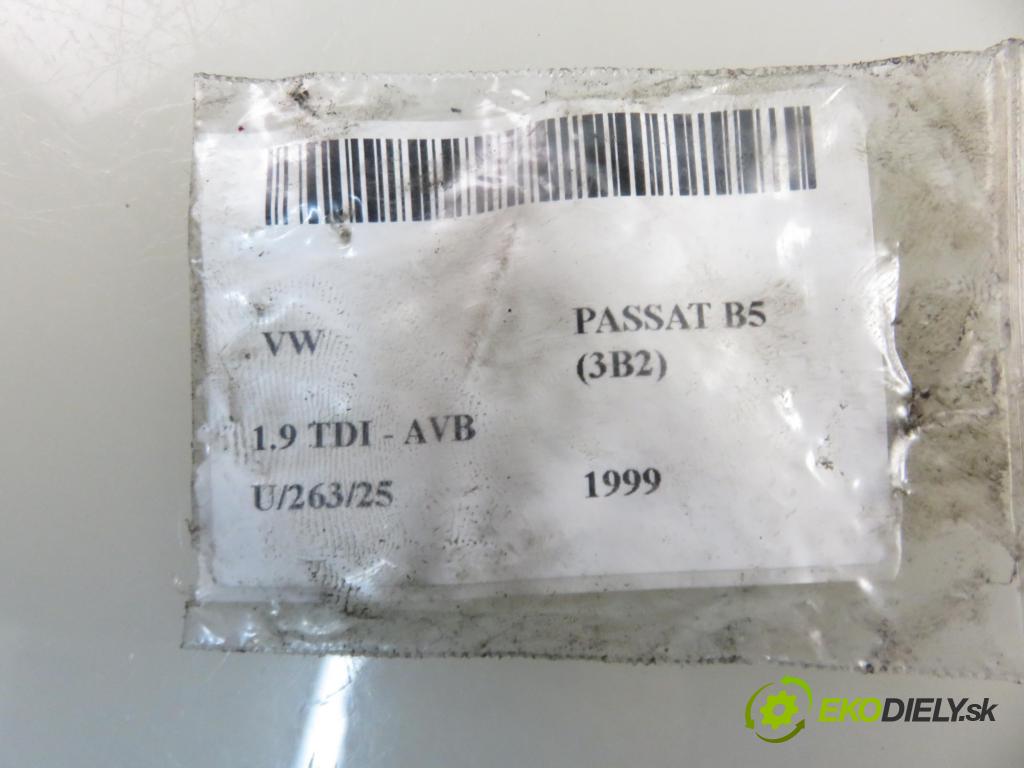 VW PASSAT B5
(3B2)
1.9 TDI - AVB
U/263/25 1999
EKODIELY.sk